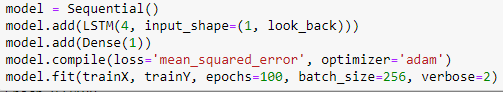 model = Sequential()
model.add(LSTM(4, input_shape=(1, look_back)))
model.add(Dense(1))
model.compile(loss='mean_squared_error', optimizer='adam')
model.fit(trainX, trainY, epochs=100, batch_size=256, verbose=2)